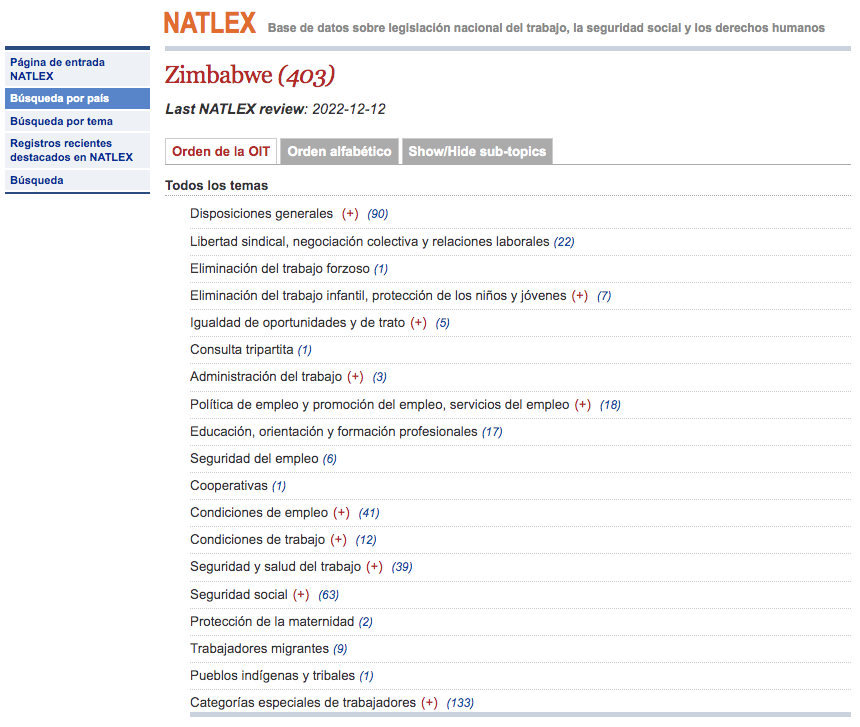 NATLEX Base de datos sobre legislación nacional del trabajo, la seguridad social y los derechos humanos
Página de entrada
NATLEX
Búsqueda por país
Búsqueda por tema
Registros recientes
destacados en NATLEX
Búsqueda
Zimbabwe (403)
Last NATLEX review: 2022-12-12
Orden de la OIT Orden alfabético Show/Hide sub-topics
Todos los temas
Disposiciones generales (+) (90)
Libertad sindical, negociación colectiva y relaciones laborales (22)
Eliminación del trabajo forzoso (1)
Eliminación del trabajo infantil, protección de los niños y jóvenes (+) (7)
Igualdad de oportunidades y de trato (+) (5)
Consulta tripartita (1)
Administración del trabajo (+) (3)
Política de empleo y promoción del empleo, servicios del empleo (+) (18)
Educación, orientación y formación profesionales (17)
Seguridad del empleo (6)
Cooperativas (1)
Condiciones de empleo (+) (41)
Condiciones de trabajo (+) (12)
Seguridad y salud del trabajo (+) (39)
Seguridad social (+) (63)
Protección de la maternidad (2)
Trabajadores migrantes (9)
Pueblos indígenas y tribales (1)
Categorías especiales de trabajadores (+) (133)